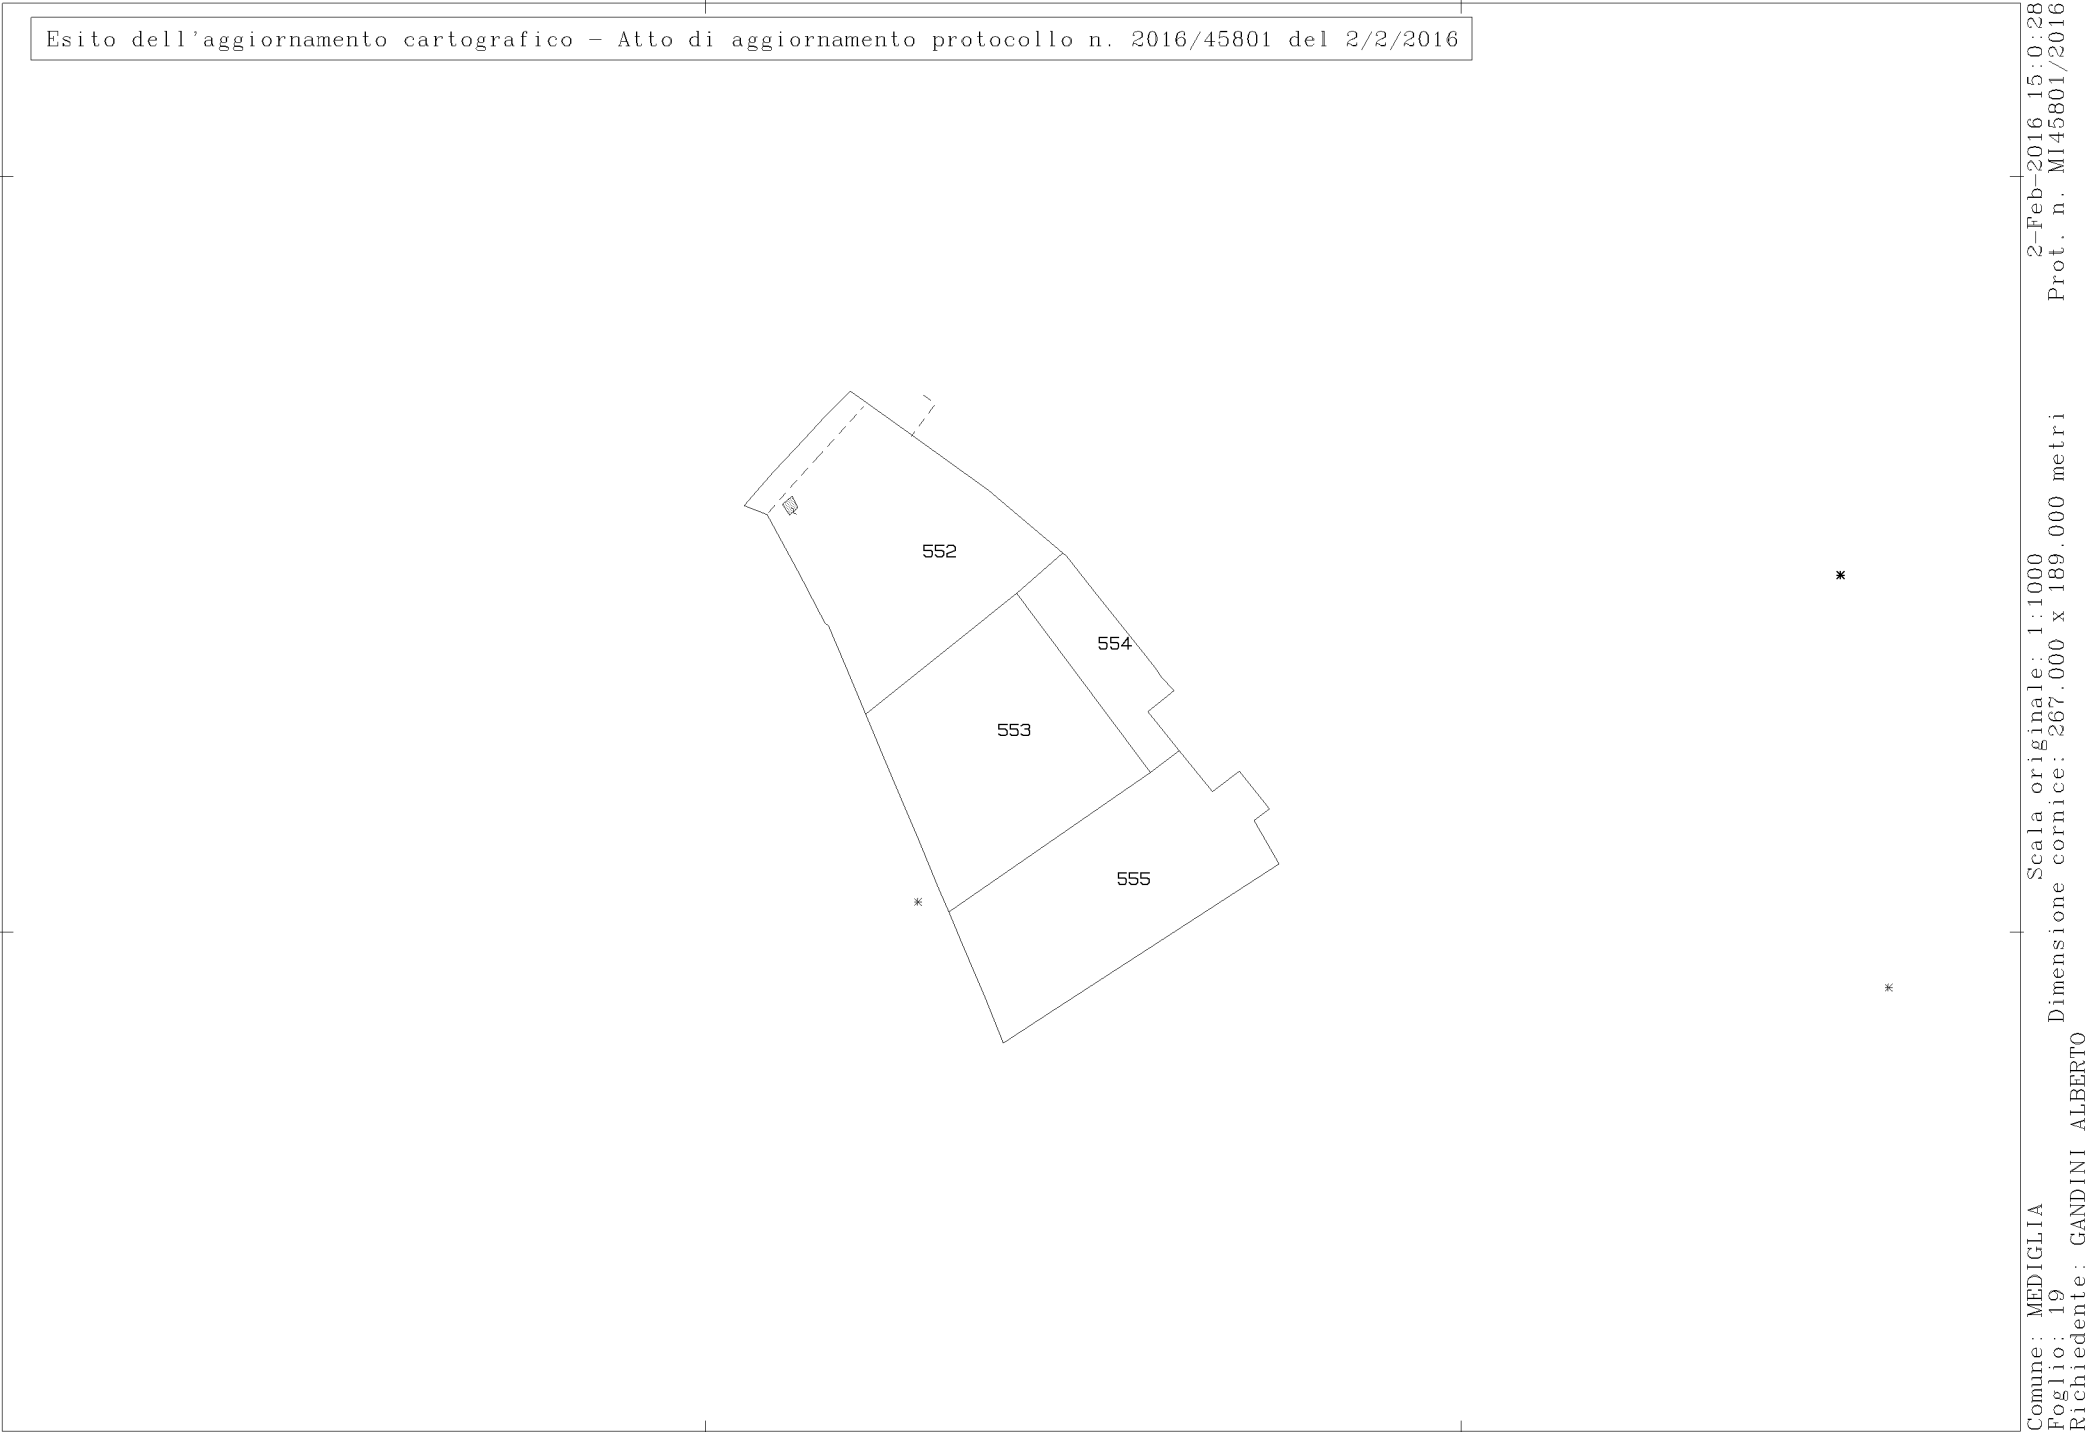 Esito dell'aggiornamento cartografico - Atto di aggiornamento protocollo n. 2016/45801 del 2/2/2016
552
554
553
555
Comune: MEDIGLIA Scala originale: 1:1000 2-Feb-2016 15:0:28
Foglio: 19 Dimensione cornice: 267.000 x 189.000 metri Prot. n. MI45801/2016
Richiedente: GANDINI ALBERTO